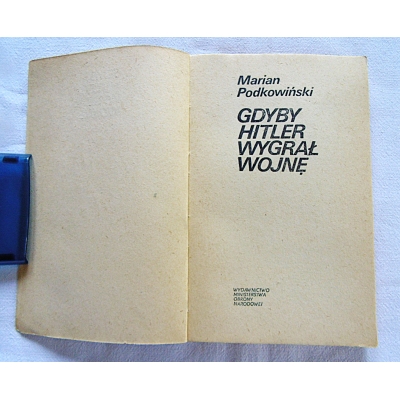 Marian
Podkowiński
GDYBY
HITLER
WYGRAŁ
WOJNĘ
WYDAWNICTWO
MINISTERSTWA
OBRONY
NARODOWEJ